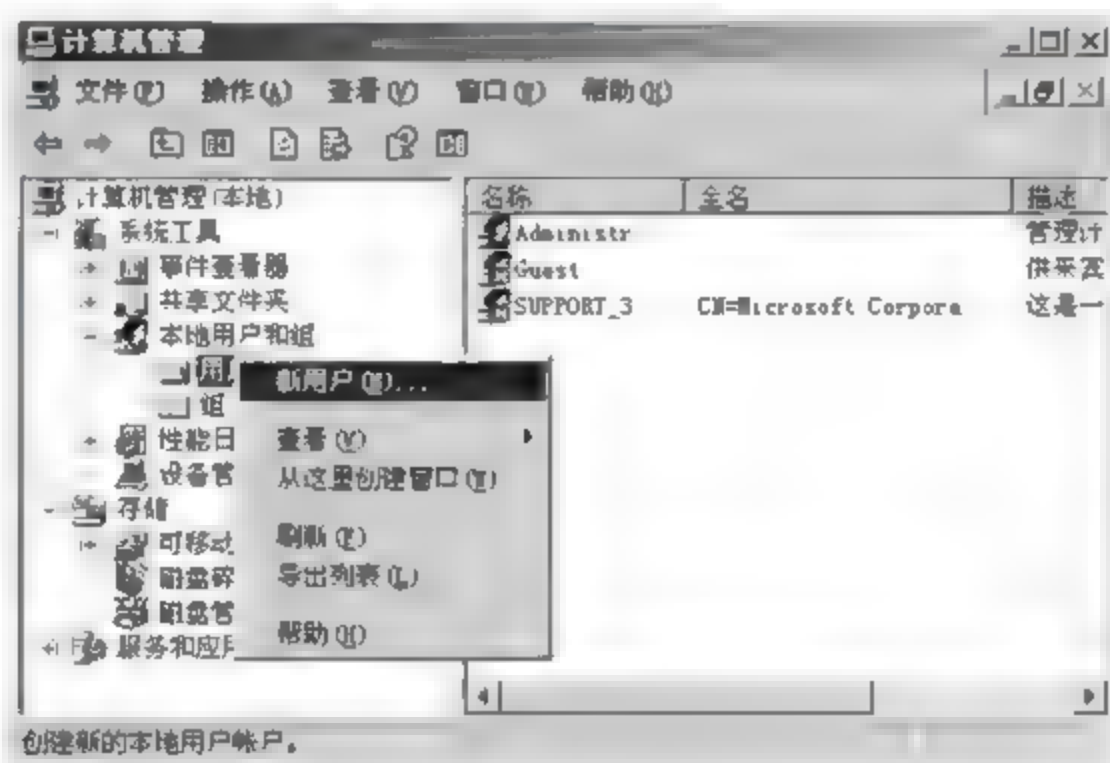 计算机管理
文件(F) 操作(A) 查看(V) 窗口(W) 帮助(H)
计算机管理(本地)
系统工具
事件查看器
共享文件夹
本地用户和组
用
组
性能日
设备管
存储
可移动
磁盘碎
磁盘管
服务和应用
新用户(N)...
查看(V)
从这里创建窗口(W)
刷新(F)
导出列表(L)
帮助(H)
名称 全名 描述
Administr 管理计
Guest 供来宾
SUPPORT_3 CN=Microsoft Corpora 这是一
创建新的本地用户帐户。